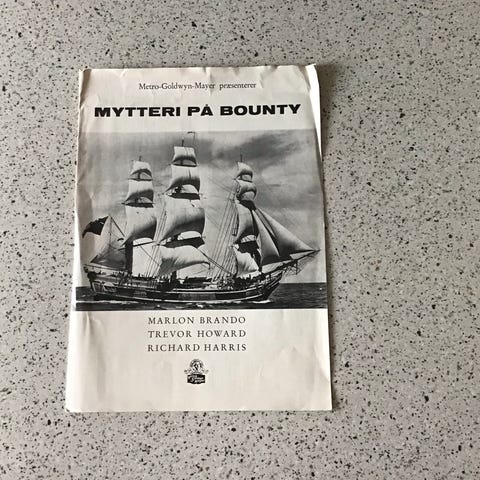 Metro-Goldwyn-Mayer præsenterer
MYTTERI PÅ BOUNTY
MARLON BRANDO
TREVOR HOWARD
RICHARD HARRIS